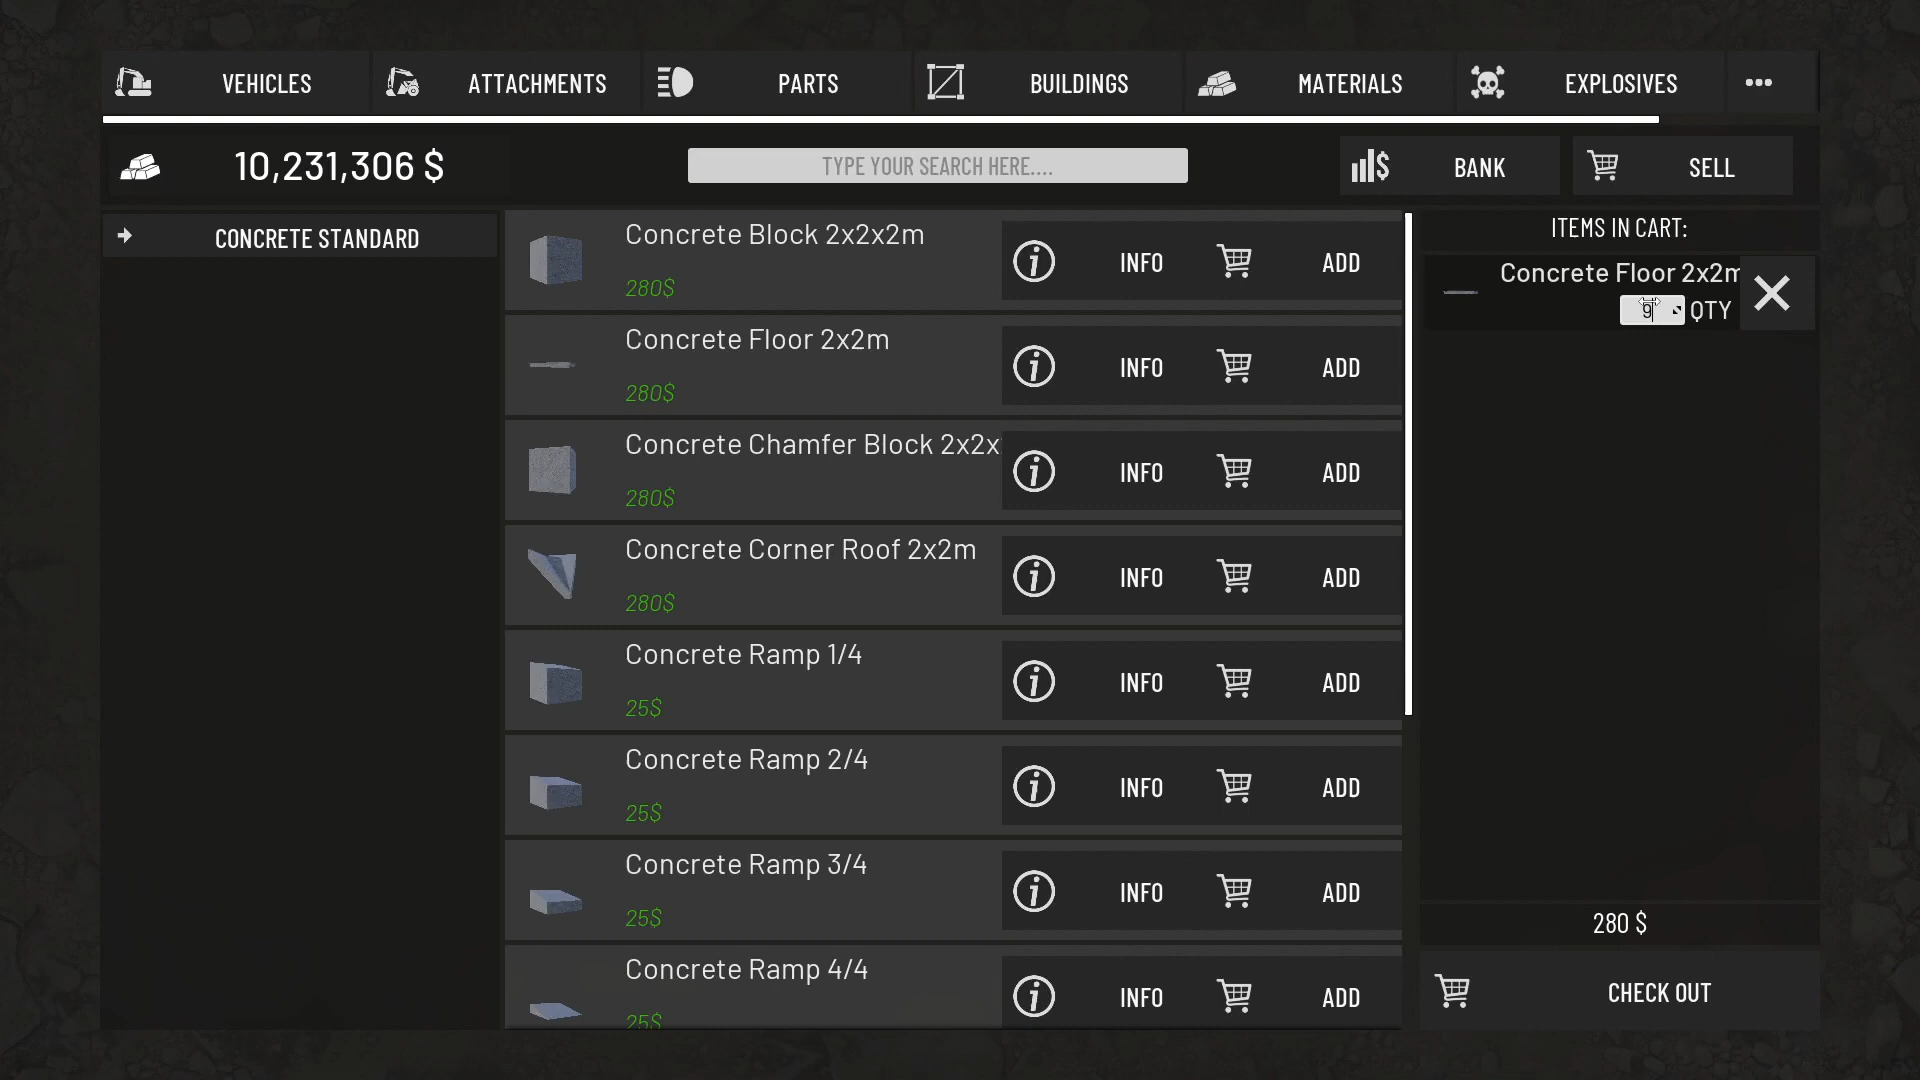 VEHICLES
ATTACHMENTS
PARTS
BUILDINGS
MATERIALS
EXPLOSIVES
10,231,306 $
TYPE YOUR SEARCH HERE....
BANK
SELL
CONCRETE STANDARD
Concrete Block 2x2x2m
280$
INFO
ADD
Concrete Floor 2x2m
280$
INFO
ADD
Concrete Chamfer Block 2x2x
280$
INFO
ADD
Concrete Corner Roof 2x2m
280$
INFO
ADD
Concrete Ramp 1/4
25$
INFO
ADD
Concrete Ramp 2/4
25$
INFO
ADD
Concrete Ramp 3/4
25$
INFO
ADD
Concrete Ramp 4/4
25$
INFO
ADD
ITEMS IN CART:
Concrete Floor 2x2m
9 QTY
280 $
CHECK OUT